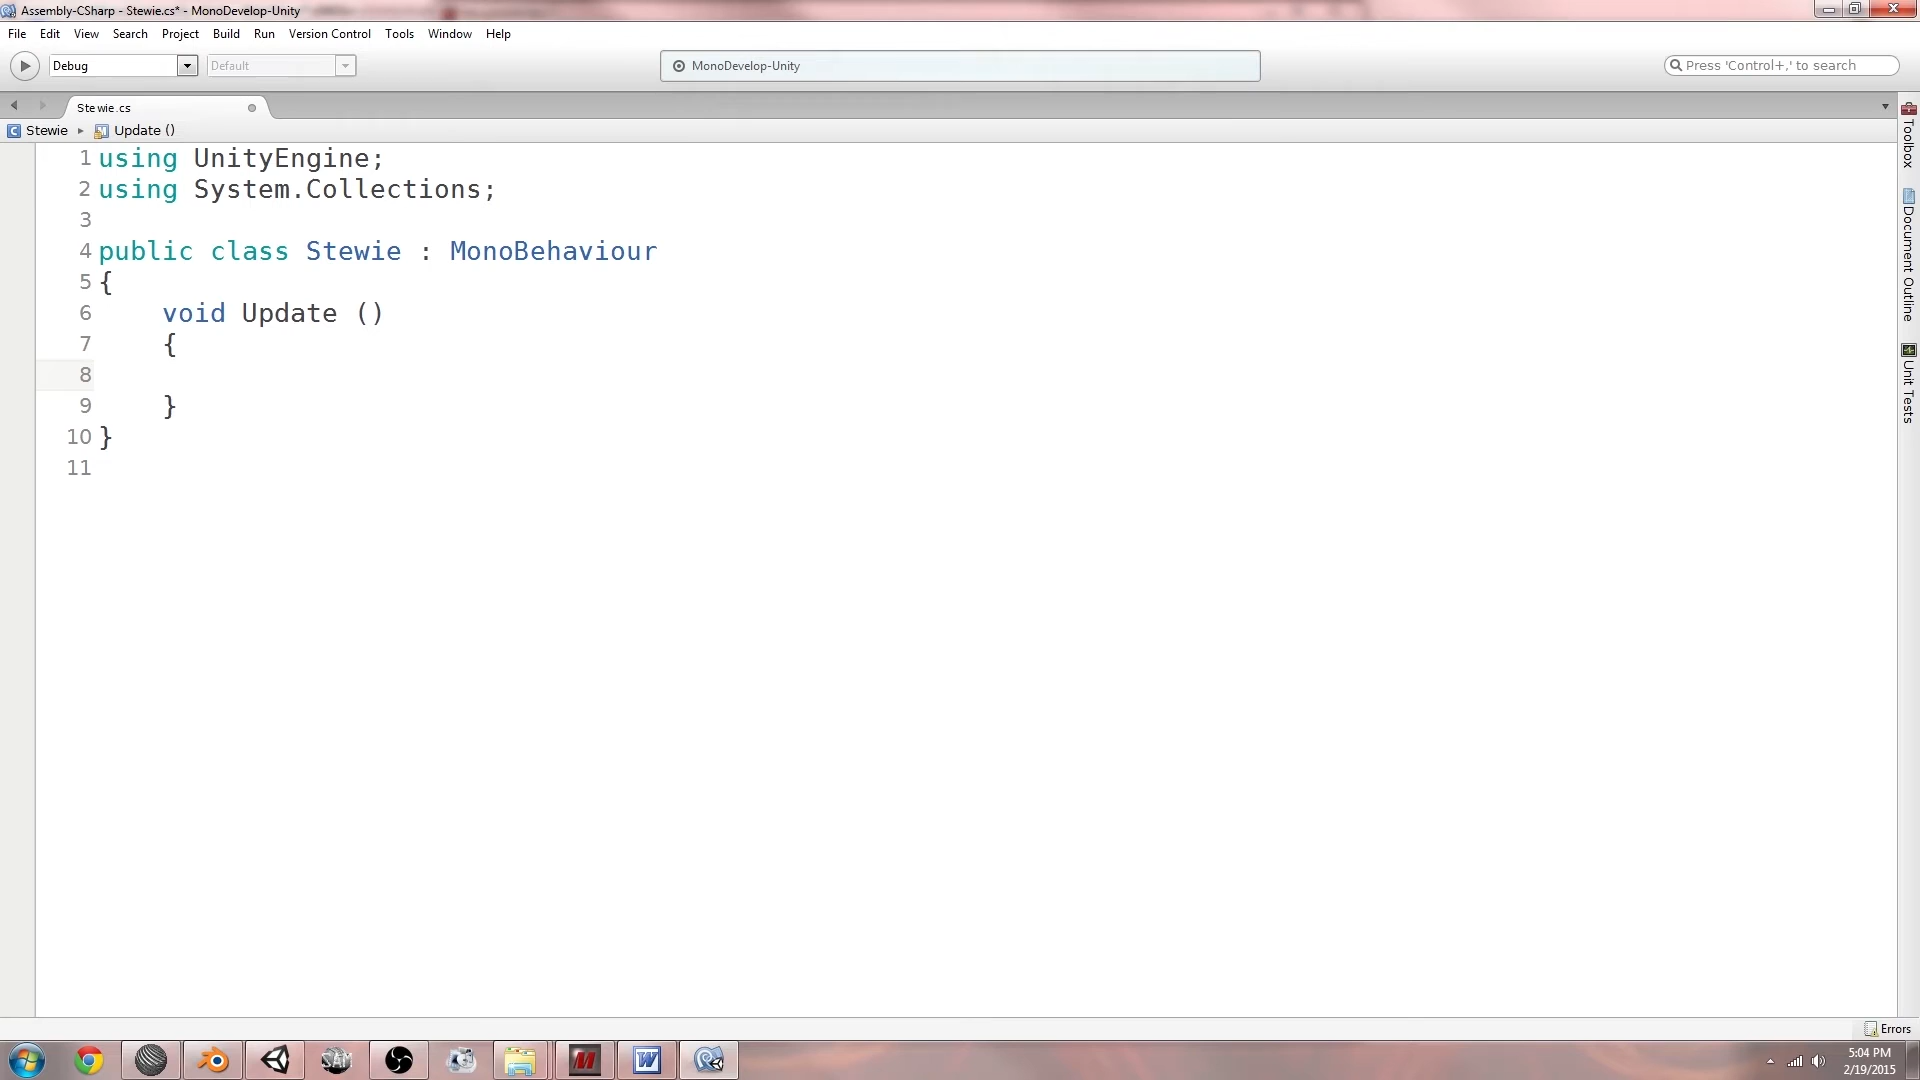 Assembly-CSharp - Stewie.cs* - MonoDevelop-Unity
File Edit View Search Project Build Run Version Control Tools Window Help
Debug Default MonoDevelop-Unity Press 'Control+,' to search
Stewie.cs
Stewie Update ()
1 using UnityEngine;
2 using System.Collections;
3
4 public class Stewie : MonoBehaviour
5 {
6 void Update ()
7 {
8
9 }
10 }
11
Toolbox
Document Outline
Unit Tests
Errors
SAM
M
W
5:04 PM
2/19/2015